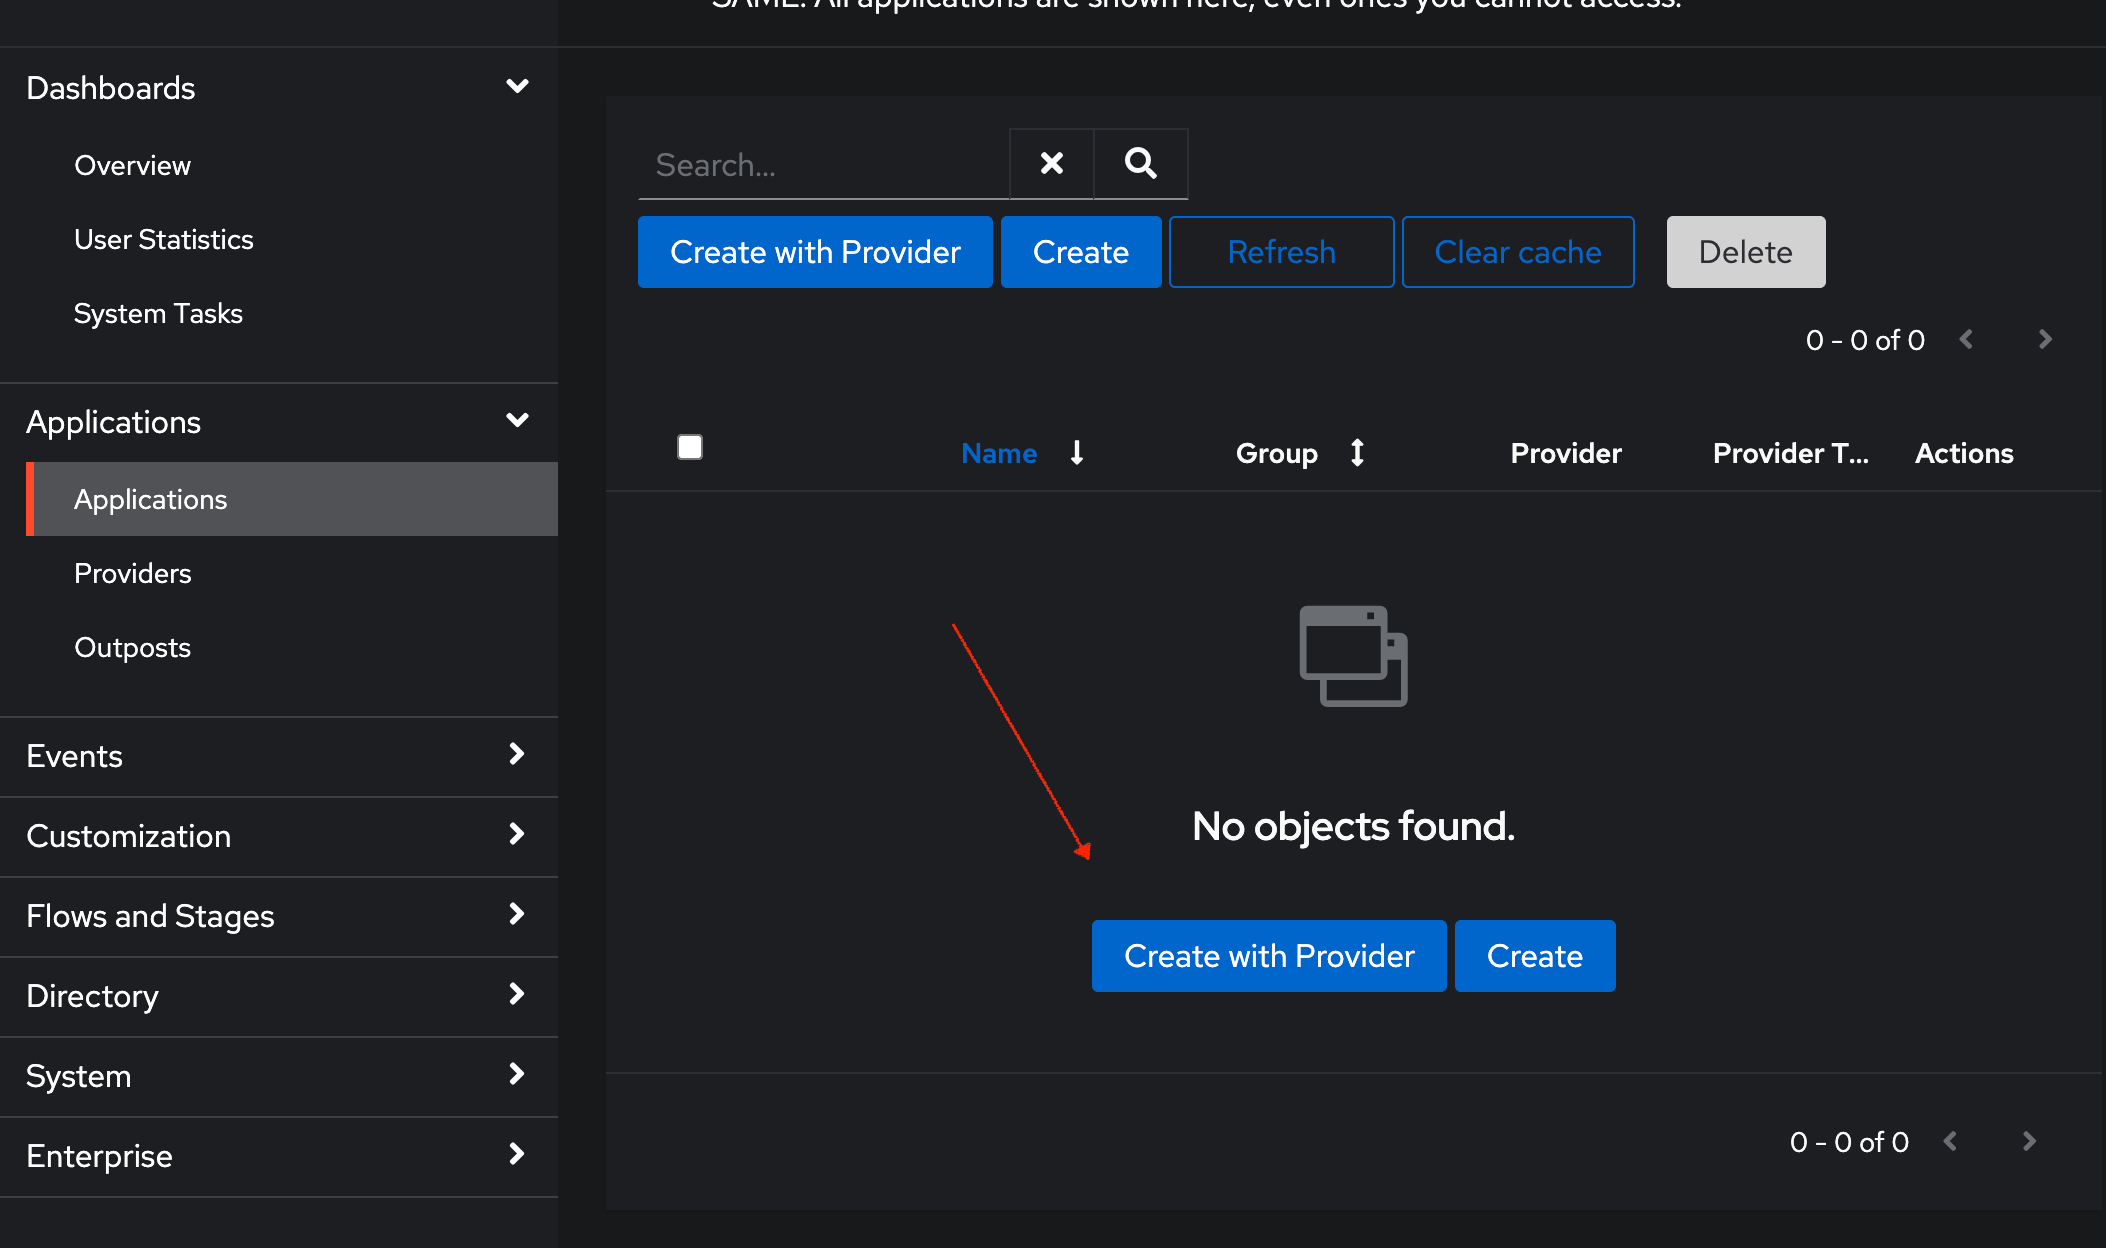 SAME. All applications are shown here, even ones you cannot access.
Dashboards
Overview
User Statistics
System Tasks
Applications
Applications
Providers
Outposts
Events
Customization
Flows and Stages
Directory
System
Enterprise
Search...
Create with Provider Create Refresh Clear cache Delete
0 - 0 of 0
Name Group Provider Provider T... Actions
No objects found.
Create with Provider Create
0 - 0 of 0